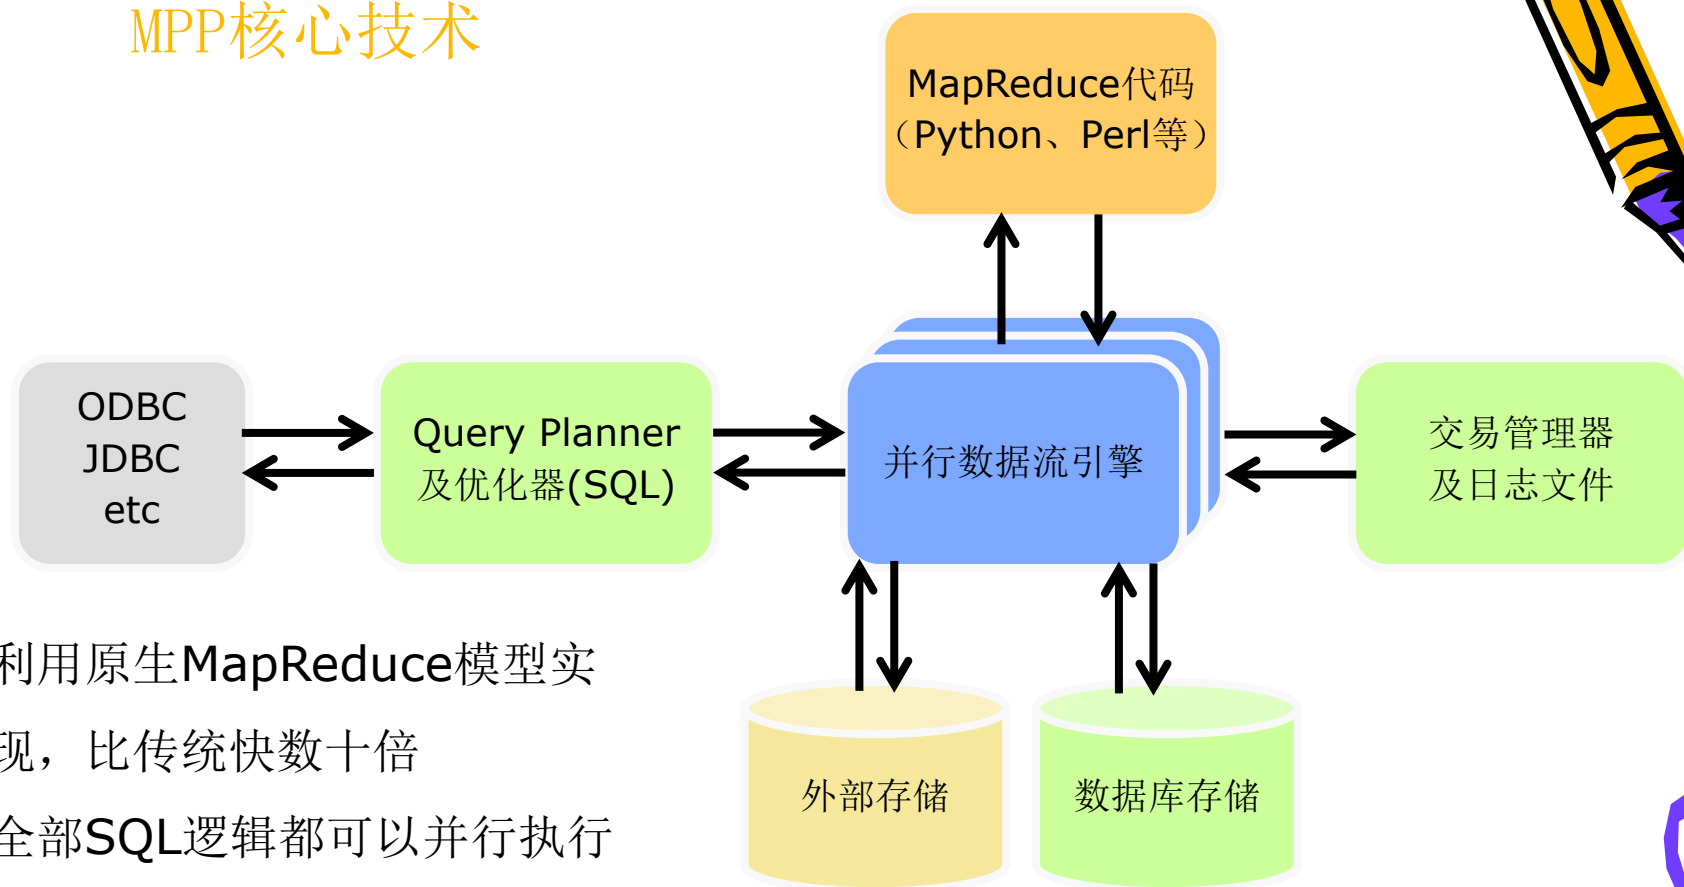 MPP核心技术
MapReduce代码
（Python、Perl等）
ODBC
JDBC
etc
Query Planner
及优化器(SQL)
并行数据流引擎
交易管理器
及日志文件
利用原生MapReduce模型实
现，比传统快数十倍
全部SQL逻辑都可以并行执行
外部存储
数据库存储